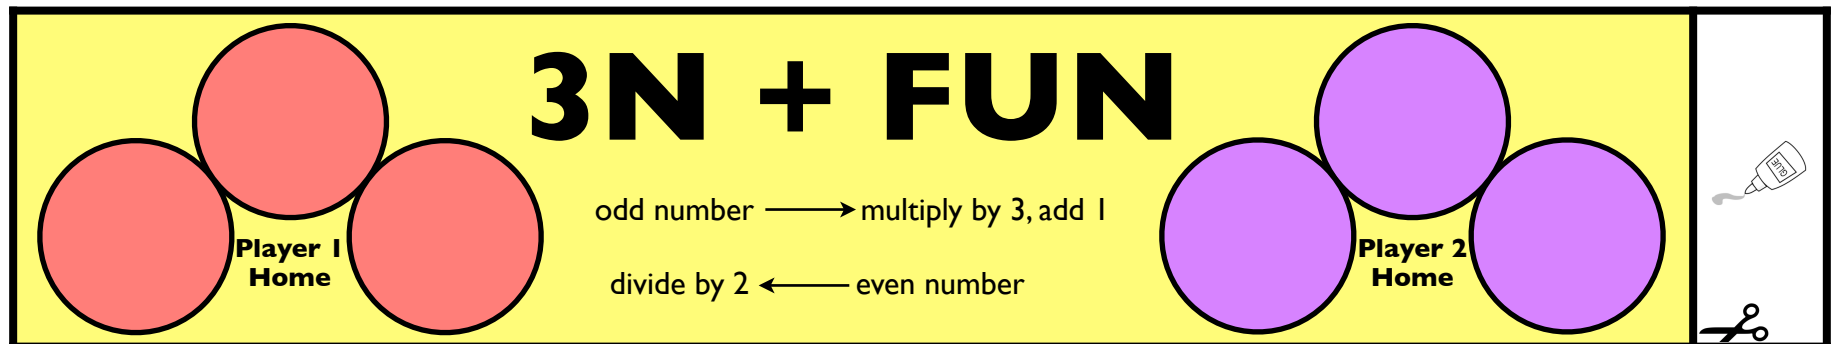 3N + FUN
odd number → multiply by 3, add 1
divide by 2 ← even number
Player 1
Home
Player 2
Home
GLUE